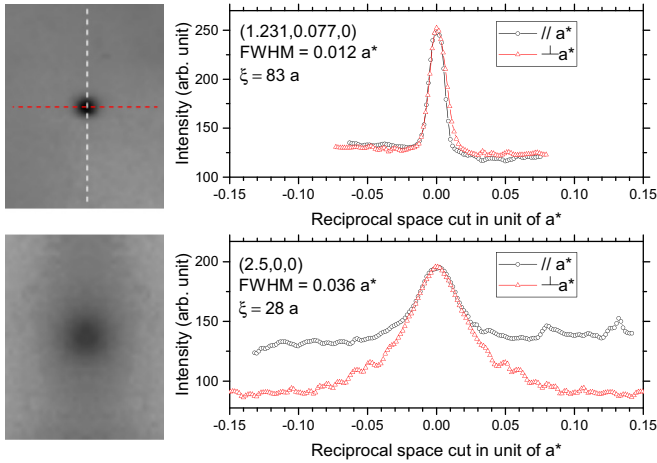 (1.231,0.077,0)
FWHM = 0.012 a*
ξ = 83 a
// a*
⊥a*
Intensity (arb. unit)
250
200
150
100
-0.15 -0.10 -0.05 0.00 0.05 0.10 0.15
Reciprocal space cut in unit of a*
(2.5,0,0)
FWHM = 0.036 a*
ξ = 28 a
// a*
⊥a*
Intensity (arb. unit)
200
150
100
-0.15 -0.10 -0.05 0.00 0.05 0.10 0.15
Reciprocal space cut in unit of a*